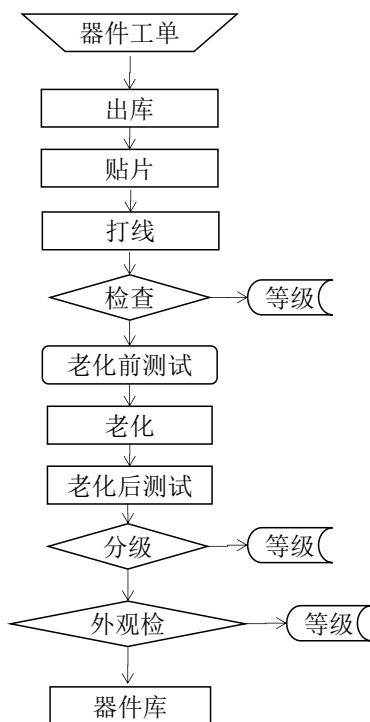 器件工单
出库
贴片
打线
检查
等级
老化前测试
老化
老化后测试
分级
等级
外观检
等级
器件库